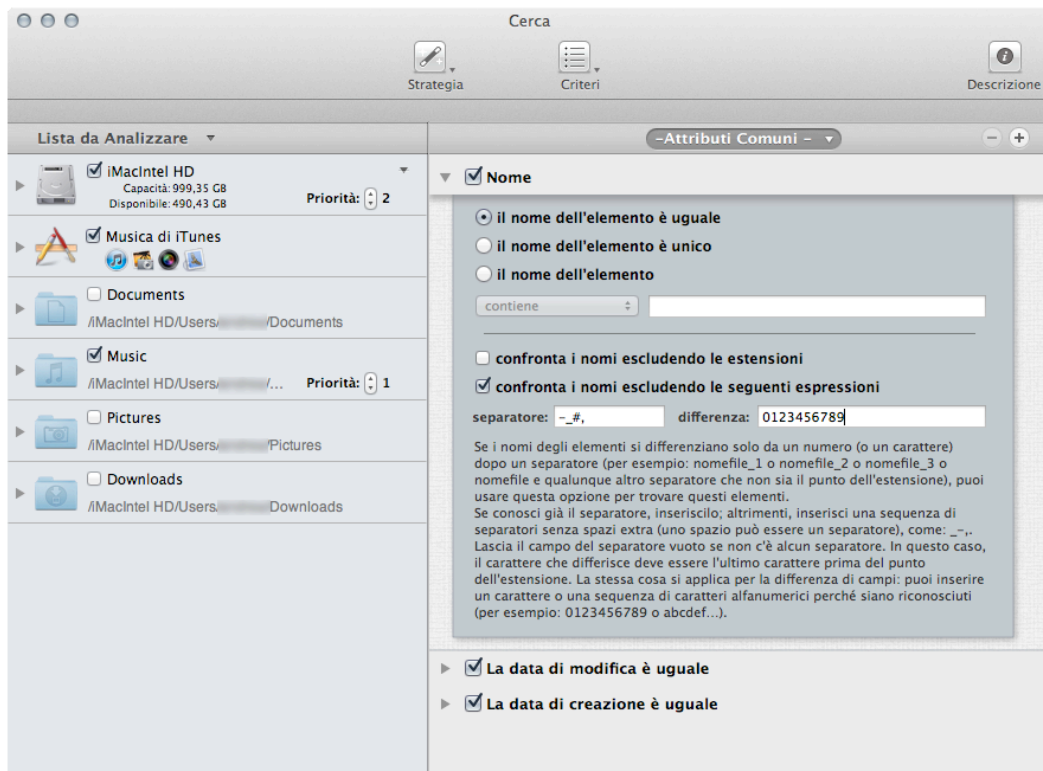 Cerca
Strategia
Criteri
Descrizione
Lista da Analizzare
iMacIntel HD
Capacità: 999,35 GB
Disponibile: 490,43 GB
Priorità: 2
Musica di iTunes
Documents
/iMacIntel HD/Users/ /Documents
Music
/iMacIntel HD/Users/ /...
Priorità: 1
Pictures
/iMacIntel HD/Users/ /Pictures
Downloads
/iMacIntel HD/Users/ Downloads
-Attributi Comuni -
Nome
il nome dell'elemento è uguale
il nome dell'elemento è unico
il nome dell'elemento
contiene
confronta i nomi escludendo le estensioni
confronta i nomi escludendo le seguenti espressioni
separatore: -_#, differenza: 0123456789
Se i nomi degli elementi si differenziano solo da un numero (o un carattere)
dopo un separatore (per esempio: nomefile_1 o nomefile_2 o nomefile_3 o
nomefile e qualunque altro separatore che non sia il punto dell'estensione), puoi
usare questa opzione per trovare questi elementi.
Se conosci già il separatore, inseriscilo; altrimenti, inserisci una sequenza di
separatori senza spazi extra (uno spazio può essere un separatore), come: _-,.
Lascia il campo del separatore vuoto se non c'è alcun separatore. In questo caso,
il carattere che differisce deve essere l'ultimo carattere prima del punto
dell'estensione. La stessa cosa si applica per la differenza di campi: puoi inserire
un carattere o una sequenza di caratteri alfanumerici perché siano riconosciuti
(per esempio: 0123456789 o abcdef...).
La data di modifica è uguale
La data di creazione è uguale